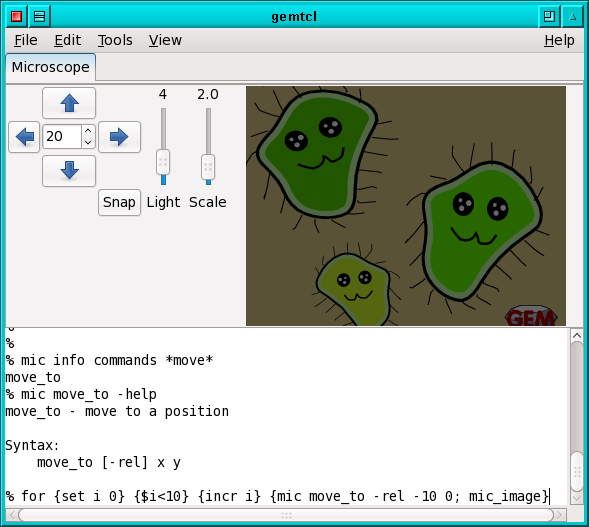 gemtcl
File Edit Tools View Help
Microscope
4 2.0
20
Snap Light Scale
GEM
%
% mic info commands *move*
move_to
% mic move_to -help
move_to - move to a position
Syntax:
move_to [-rel] x y
% for {set i 0} {$i<10} {incr i} {mic move_to -rel -10 0; mic_image}